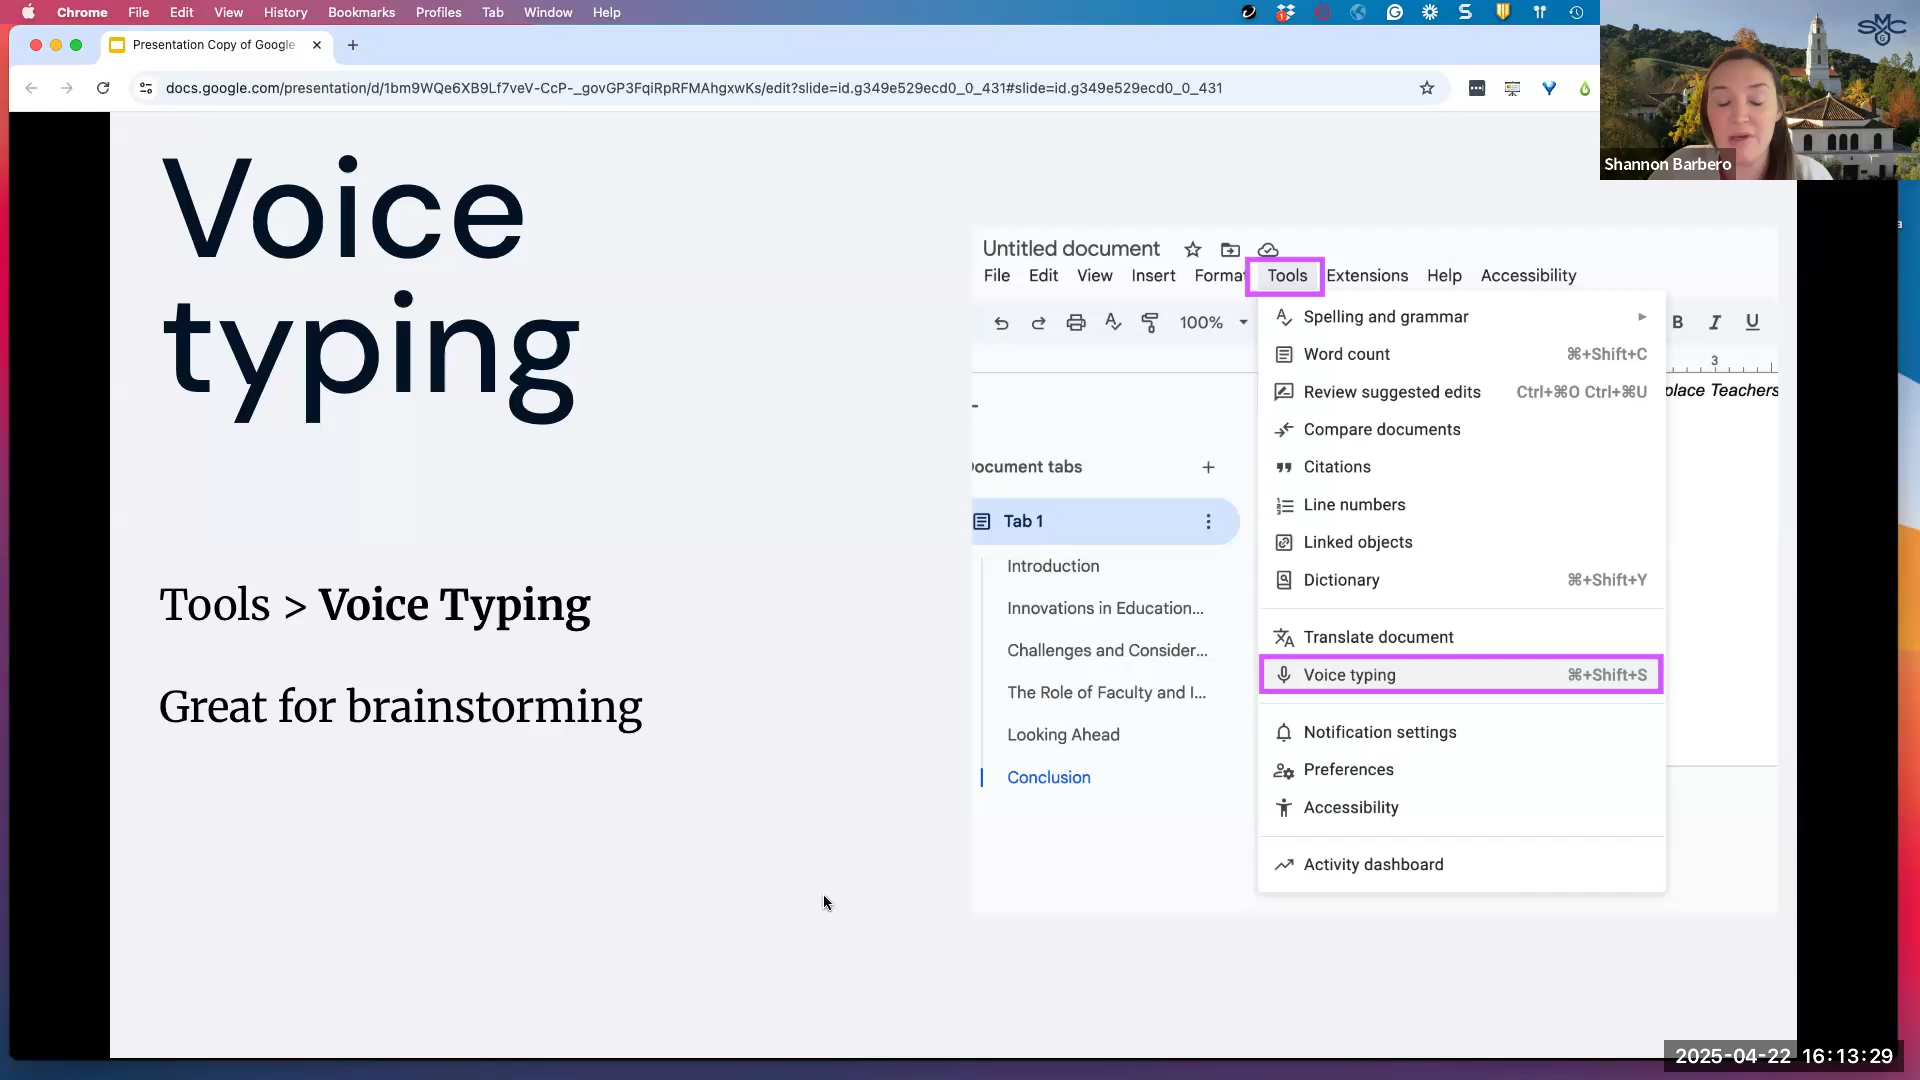 Chrome File Edit View History Bookmarks Profiles Tab Window Help
Presentation Copy of Google
docs.google.com/presentation/d/1bm9WQe6XB9Lf7veV-CcP-_govGP3FqiRpRFMAhgxwKs/edit?slide=id.g349e529ecd0_0_431#slide=id.g349e529ecd0_0_431
SMC
Shannon Barbero
Voice
typing
Tools > Voice Typing
Great for brainstorming
Untitled document
File Edit View Insert Format Tools Extensions Help Accessibility
100%
B I U
3
place Teachers
Document tabs
Tab 1
Introduction
Innovations in Education...
Challenges and Consider...
The Role of Faculty and I...
Looking Ahead
Conclusion
Spelling and grammar
Word count ⌘+Shift+C
Review suggested edits Ctrl+⌘O Ctrl+⌘U
Compare documents
Citations
Line numbers
Linked objects
Dictionary ⌘+Shift+Y
Translate document
Voice typing ⌘+Shift+S
Notification settings
Preferences
Accessibility
Activity dashboard
2025-04-22 16:13:29